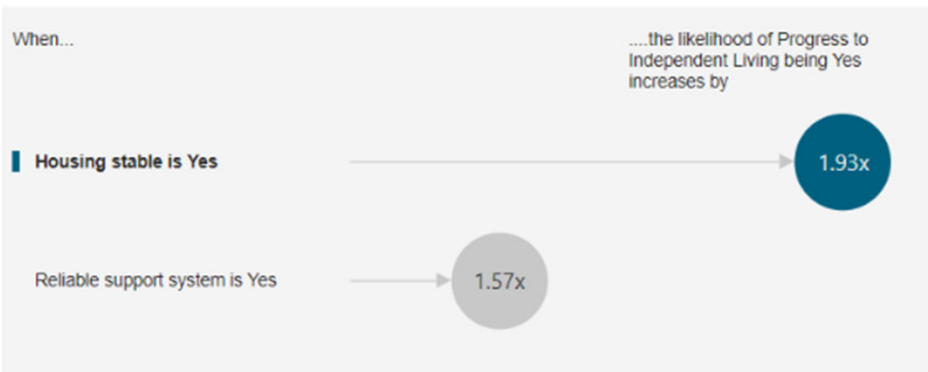 When...
....the likelihood of Progress to
Independent Living being Yes
increases by
Housing stable is Yes
1.93x
Reliable support system is Yes
1.57x